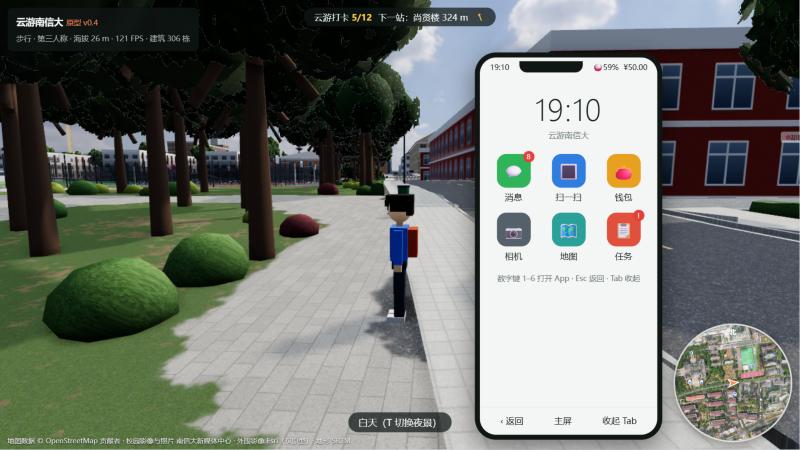 云游南信大 原型 v0.4
步行 · 第三人称 · 海拔 26 m · 121 FPS · 建筑 306 栋
云游打卡 5/12 下一站：尚贤楼 324 m
19:10 59% ¥50.00
19:10
云游南信大
8
消息 扫一扫 钱包
!
相机 地图 任务
数字键 1–6 打开 App · Esc 返回 · Tab 收起
‹ 返回 主屏 收起 Tab
北
白天（T 切换夜景）
地图数据 © OpenStreetMap 贡献者 · 校园影像与照片 南信大新媒体中心 · 外围影像 Esri